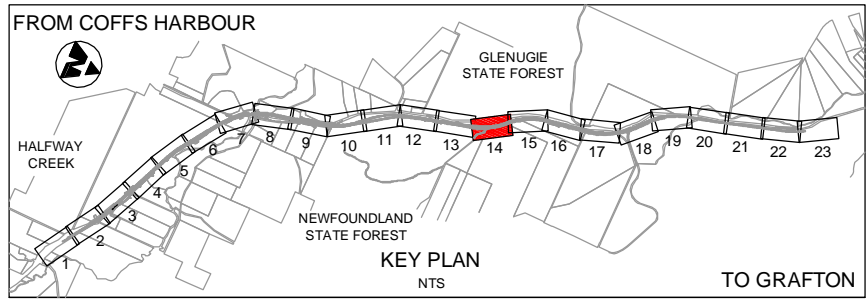 FROM COFFS HARBOUR
GLENUGIE
STATE FOREST
HALFWAY
CREEK
1
2
3
4
5
6
7
8
9
10
11
12
13
14
15
16
17
18
19
20
21
22
23
NEWFOUNDLAND
STATE FOREST
KEY PLAN
NTS
TO GRAFTON